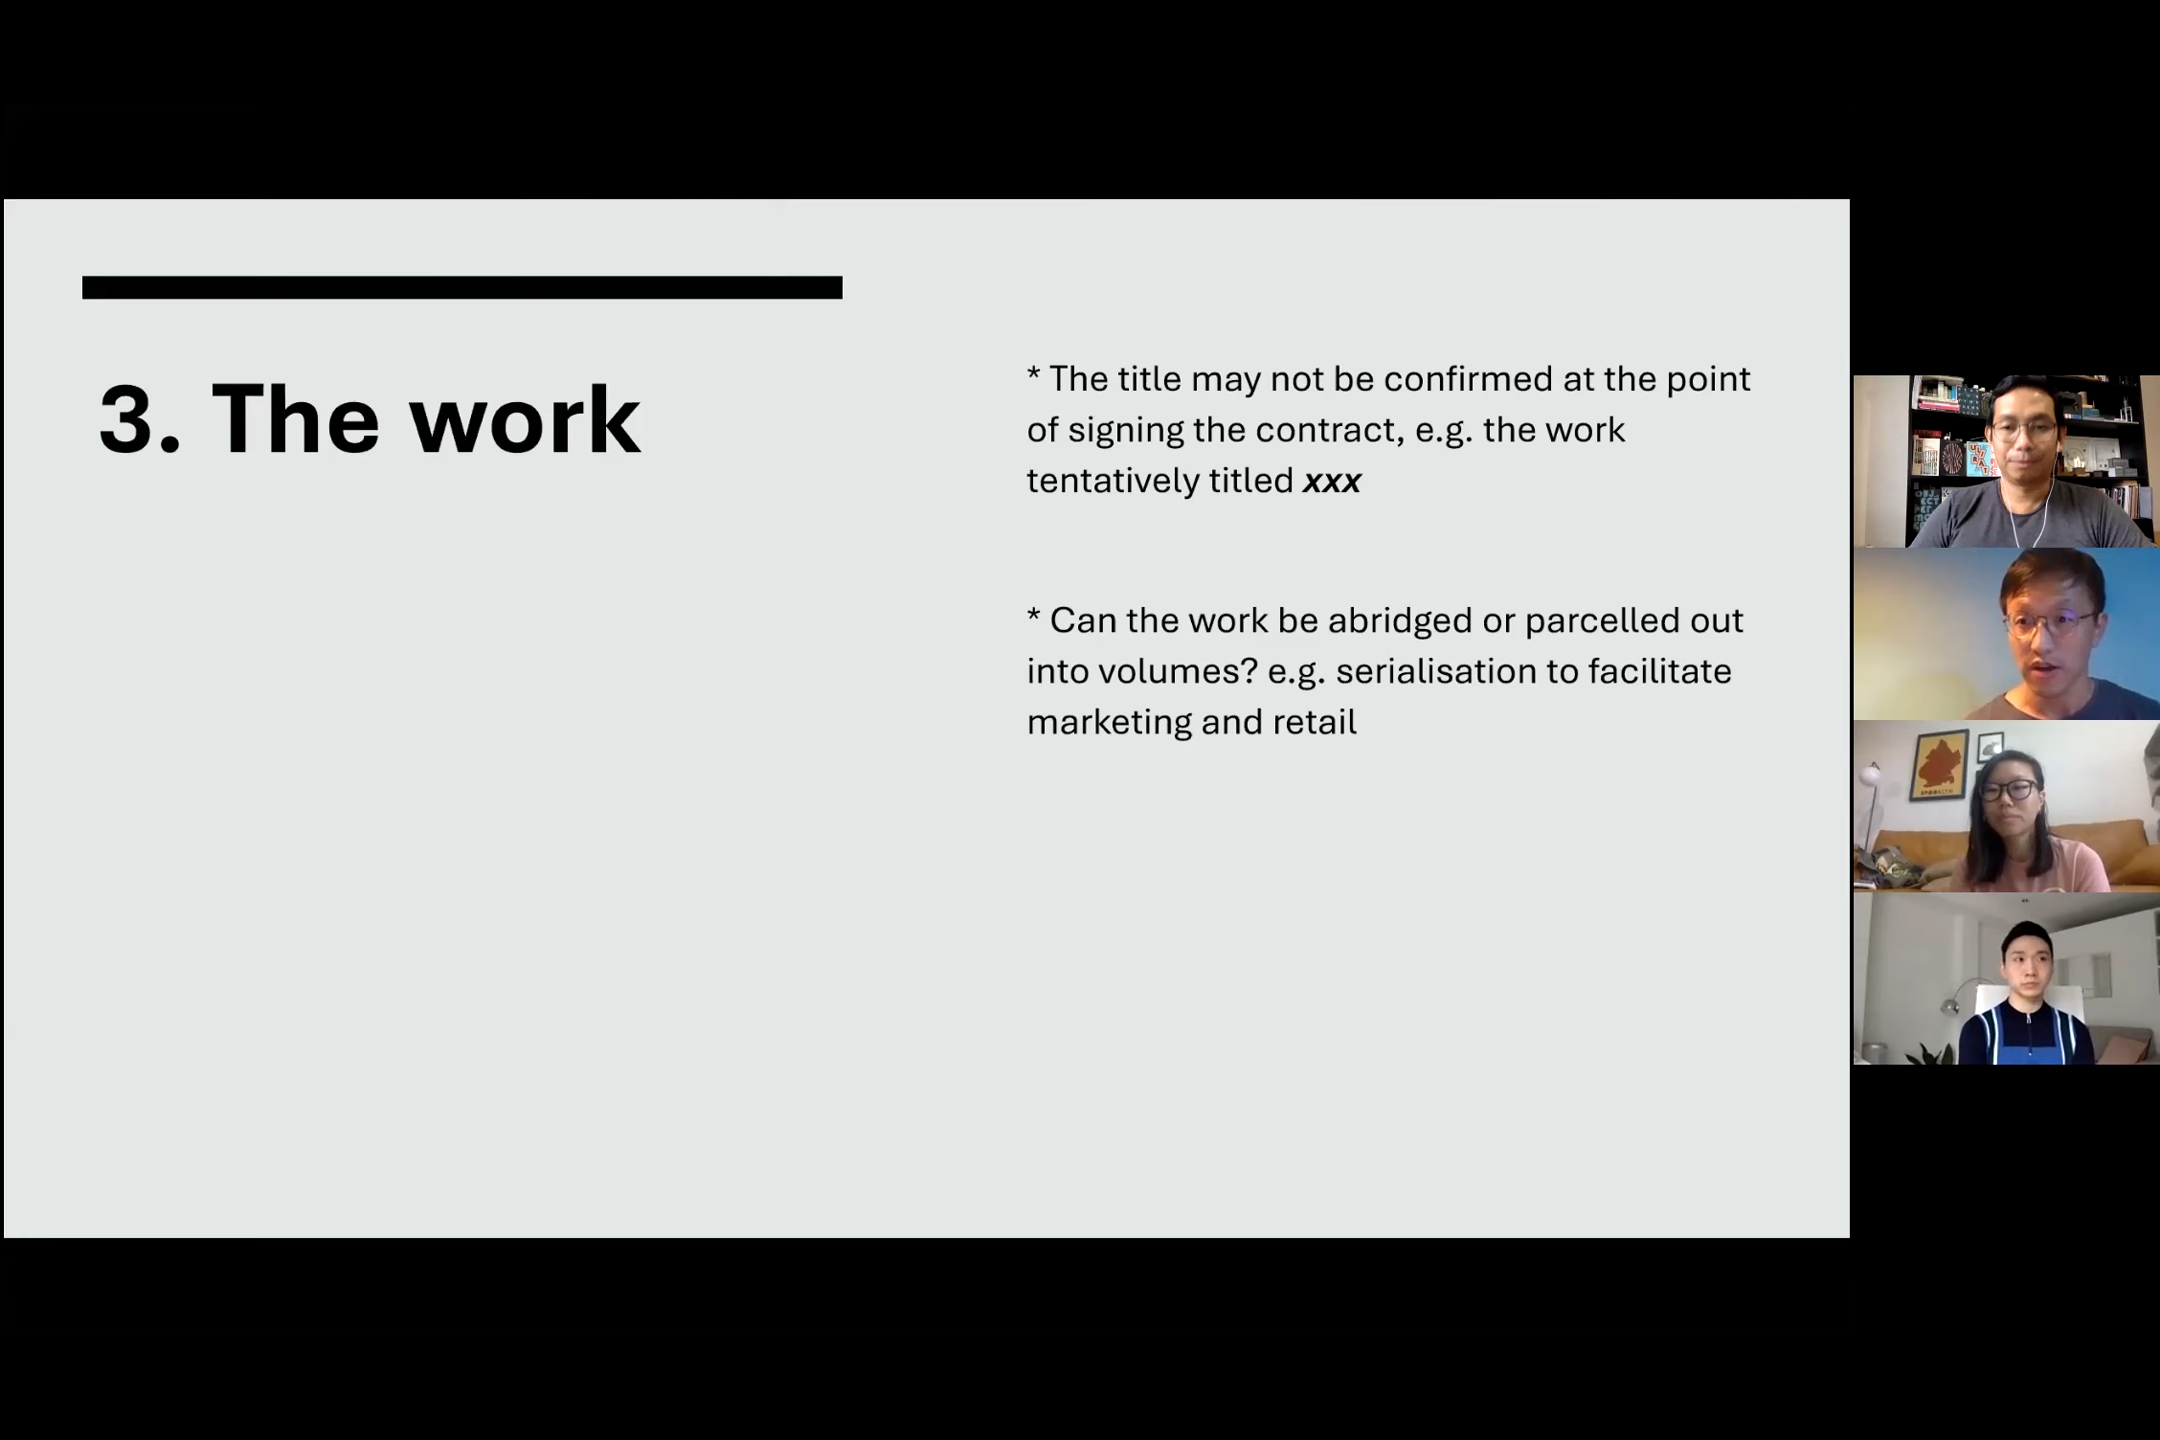 3. The work
* The title may not be confirmed at the point
of signing the contract, e.g. the work
tentatively titled xxx
* Can the work be abridged or parcelled out
into volumes? e.g. serialisation to facilitate
marketing and retail